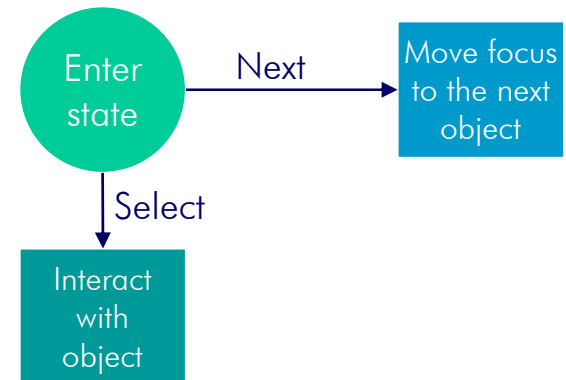 Enter
state
Next
Move focus
to the next
object
Select
Interact
with
object